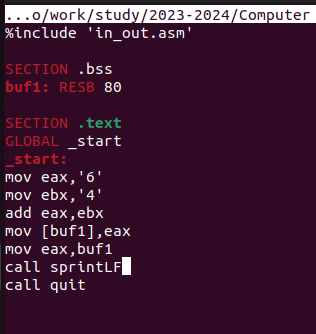 ...o/work/study/2023-2024/Computer
%include 'in_out.asm'
SECTION .bss
buf1: RESB 80
SECTION .text
GLOBAL _start
_start:
mov eax,'6'
mov ebx,'4'
add eax,ebx
mov [buf1],eax
mov eax,buf1
call sprintLF
call quit